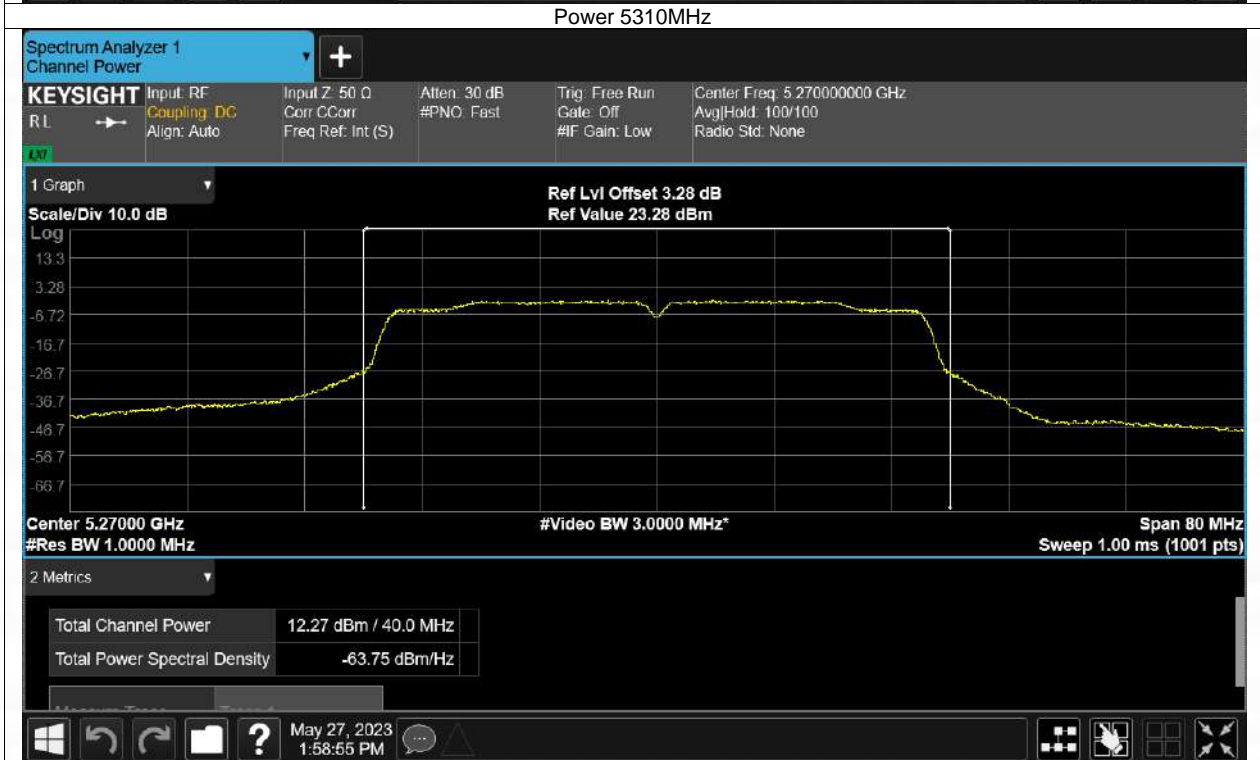 Power 5310MHz
Spectrum Analyzer 1
Channel Power
KEYSIGHT
RL
LXI
Input: RF
Coupling: DC
Align: Auto
Input Z: 50 Ω
Corr CCorr
Freq Ref: Int (S)
Atten: 30 dB
#PNO: Fast
Trig: Free Run
Gate: Off
#IF Gain: Low
Center Freq: 5.270000000 GHz
Avg|Hold: 100/100
Radio Std: None
1 Graph
Scale/Div 10.0 dB
Ref Lvl Offset 3.28 dB
Ref Value 23.28 dBm
Log
13.3
3.28
-6.72
-16.7
-26.7
-36.7
-46.7
-56.7
-66.7
Center 5.27000 GHz
#Video BW 3.0000 MHz*
Span 80 MHz
#Res BW 1.0000 MHz
Sweep 1.00 ms (1001 pts)
2 Metrics
Total Channel Power 12.27 dBm / 40.0 MHz
Total Power Spectral Density -63.75 dBm/Hz
May 27, 2023
1:58:55 PM